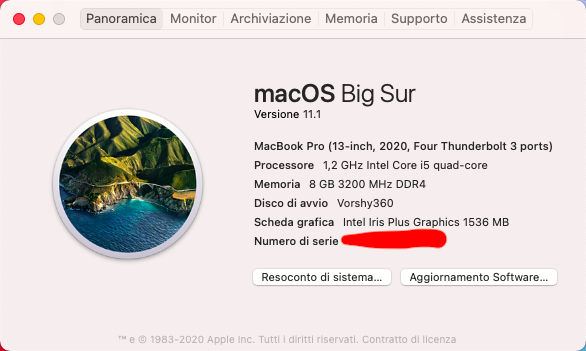 Panoramica Monitor Archiviazione Memoria Supporto Assistenza
macOS Big Sur
Versione 11.1
MacBook Pro (13-inch, 2020, Four Thunderbolt 3 ports)
Processore 1,2 GHz Intel Core i5 quad-core
Memoria 8 GB 3200 MHz DDR4
Disco di avvio Vorshy360
Scheda grafica Intel Iris Plus Graphics 1536 MB
Numero di serie
Resoconto di sistema... Aggiornamento Software...
™ e © 1983-2020 Apple Inc. Tutti i diritti riservati. Contratto di licenza